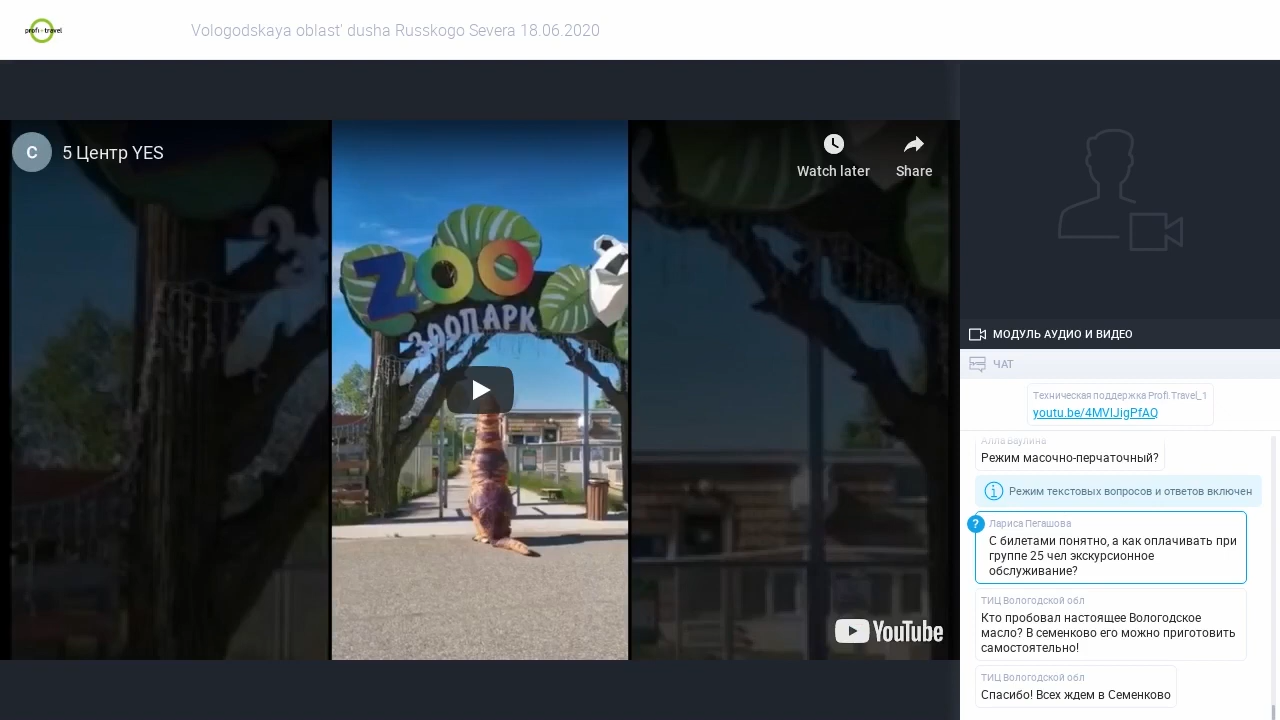 profi travel
Vologodskaya oblast' dusha Russkogo Severa 18.06.2020
C
5 Центр YES
Watch later
Share
ZOO
ЗООПАРК
YouTube
МОДУЛЬ АУДИО И ВИДЕО
ЧАТ
Техническая поддержка Profi.Travel_1
youtu.be/4MVlJigPfAQ
Алла Ваулина
Режим масочно-перчаточный?
Режим текстовых вопросов и ответов включен
?
Лариса Пегашова
С билетами понятно, а как оплачивать при
группе 25 чел экскурсионное
обслуживание?
ТИЦ Вологодской обл
Кто пробовал настоящее Вологодское
масло? В семенково его можно приготовить
самостоятельно!
ТИЦ Вологодской обл
Спасибо! Всех ждем в Семенково